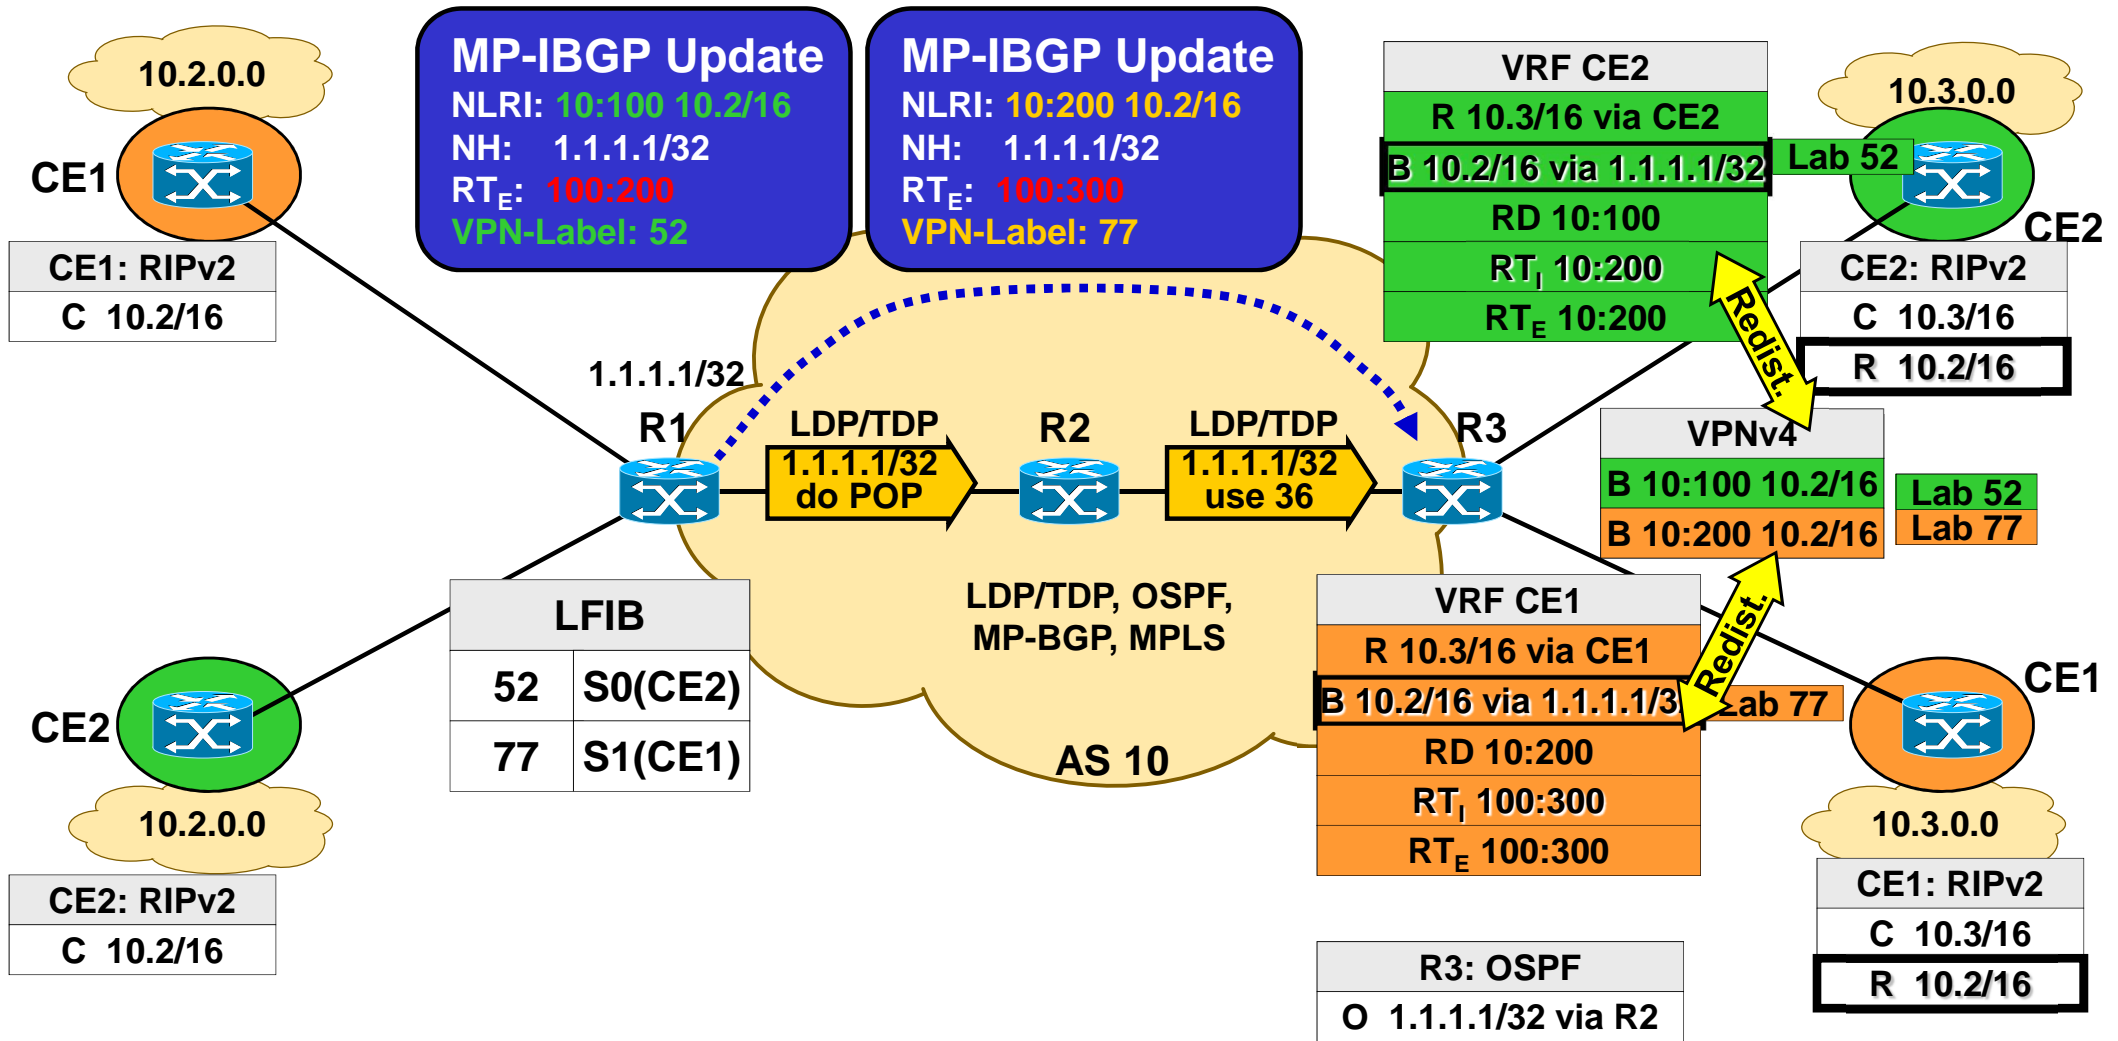 10.2.0.0
CE1
CE1: RIPv2
C 10.2/16
MP-IBGP Update
NLRI: 10:100 10.2/16
NH: 1.1.1.1/32
RTE: 100:200
VPN-Label: 52
MP-IBGP Update
NLRI: 10:200 10.2/16
NH: 1.1.1.1/32
RTE: 100:300
VPN-Label: 77
VRF CE2
R 10.3/16 via CE2
B 10.2/16 via 1.1.1.1/32
Lab 52
RD 10:100
RTI 10:200
RTE 10:200
10.3.0.0
CE2
CE2: RIPv2
C 10.3/16
R 10.2/16
Redist.
1.1.1.1/32
R1
LDP/TDP
1.1.1.1/32
do POP
R2
LDP/TDP
1.1.1.1/32
use 36
R3
VPNv4
B 10:100 10.2/16
Lab 52
B 10:200 10.2/16
Lab 77
Redist.
LDP/TDP, OSPF,
MP-BGP, MPLS
AS 10
LFIB
52 S0(CE2)
77 S1(CE1)
CE2
10.2.0.0
CE2: RIPv2
C 10.2/16
VRF CE1
R 10.3/16 via CE1
B 10.2/16 via 1.1.1.1/3
ab 77
RD 10:200
RTI 100:300
RTE 100:300
CE1
10.3.0.0
CE1: RIPv2
C 10.3/16
R 10.2/16
R3: OSPF
O 1.1.1.1/32 via R2